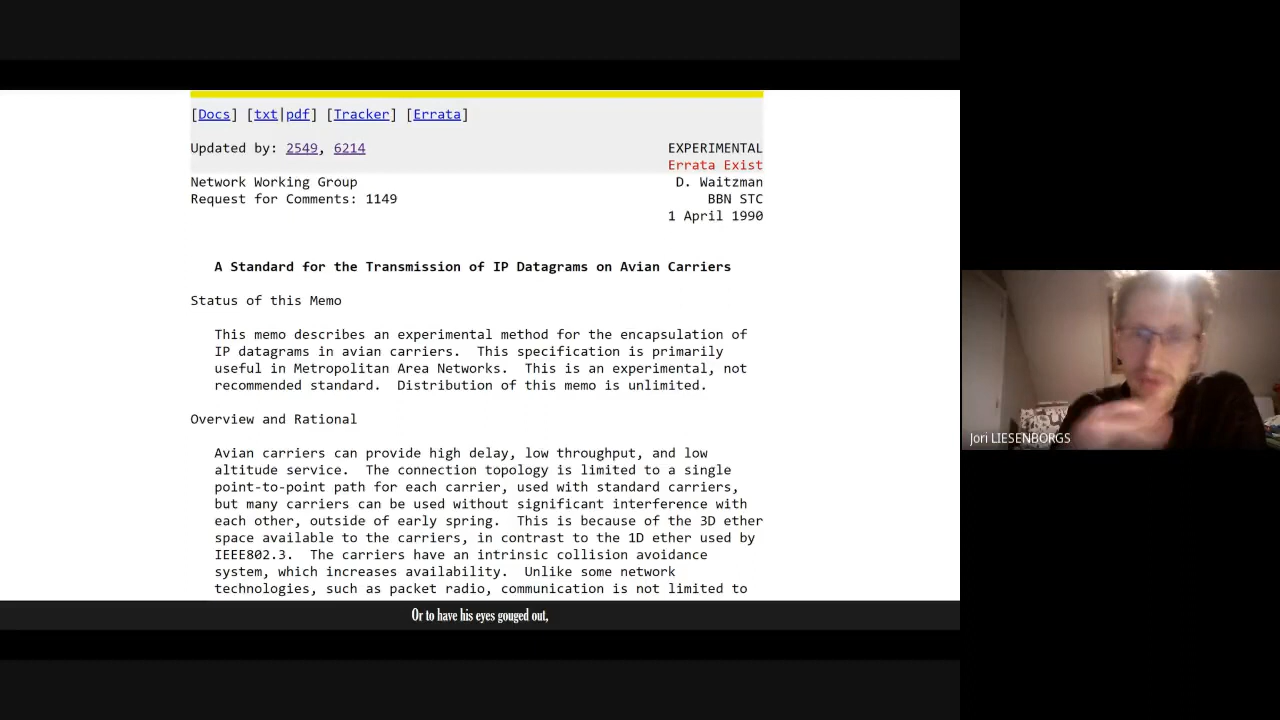 [Docs] [txt|pdf] [Tracker] [Errata]
Updated by: 2549, 6214 EXPERIMENTAL
Errata Exist
Network Working Group D. Waitzman
Request for Comments: 1149 BBN STC
1 April 1990
A Standard for the Transmission of IP Datagrams on Avian Carriers
Status of this Memo
This memo describes an experimental method for the encapsulation of
IP datagrams in avian carriers. This specification is primarily
useful in Metropolitan Area Networks. This is an experimental, not
recommended standard. Distribution of this memo is unlimited.
Overview and Rational
Avian carriers can provide high delay, low throughput, and low
altitude service. The connection topology is limited to a single
point-to-point path for each carrier, used with standard carriers,
but many carriers can be used without significant interference with
each other, outside of early spring. This is because of the 3D ether
space available to the carriers, in contrast to the 1D ether used by
IEEE802.3. The carriers have an intrinsic collision avoidance
system, which increases availability. Unlike some network
technologies, such as packet radio, communication is not limited to
Or to have his eyes gouged out,
Jori LIESENBORGS